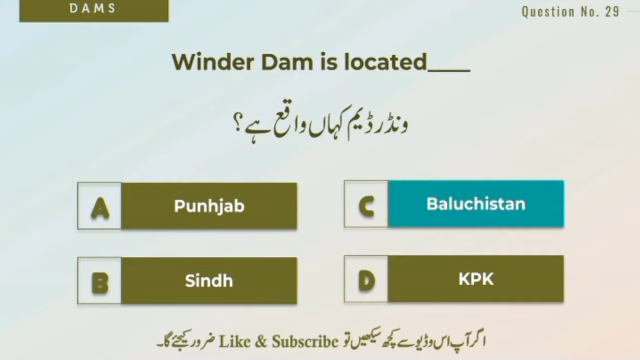 DAMS
Question No. 29
Winder Dam is located____
ونڈر ڈیم کہاں واقع ہے؟
A Punhjab
C Baluchistan
B Sindh
D KPK
اگر آپ اس وڈیو سے کچھ سیکھیں تو Like & Subscribe ضرور کیجئے گا۔